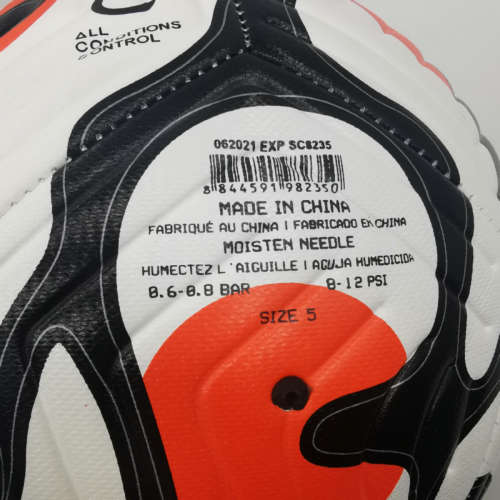 ALL
CONDITIONS
CONTROL
062021 EXP SC8235
8 844591 982350
MADE IN CHINA
FABRIQUÉ AU CHINA | FABRICADO EN CHINA
MOISTEN NEEDLE
HUMECTEZ L'AIGUILLE | AGUJA HUMEDICIDA
0.6-0.8 BAR 8-12 PSI
SIZE 5